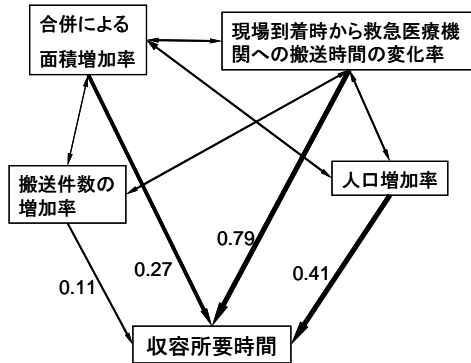 合併による
面積増加率
現場到着時から救急医療機
関への搬送時間の変化率
搬送件数の
増加率
人口増加率
0.11
0.27
0.79
0.41
収容所要時間